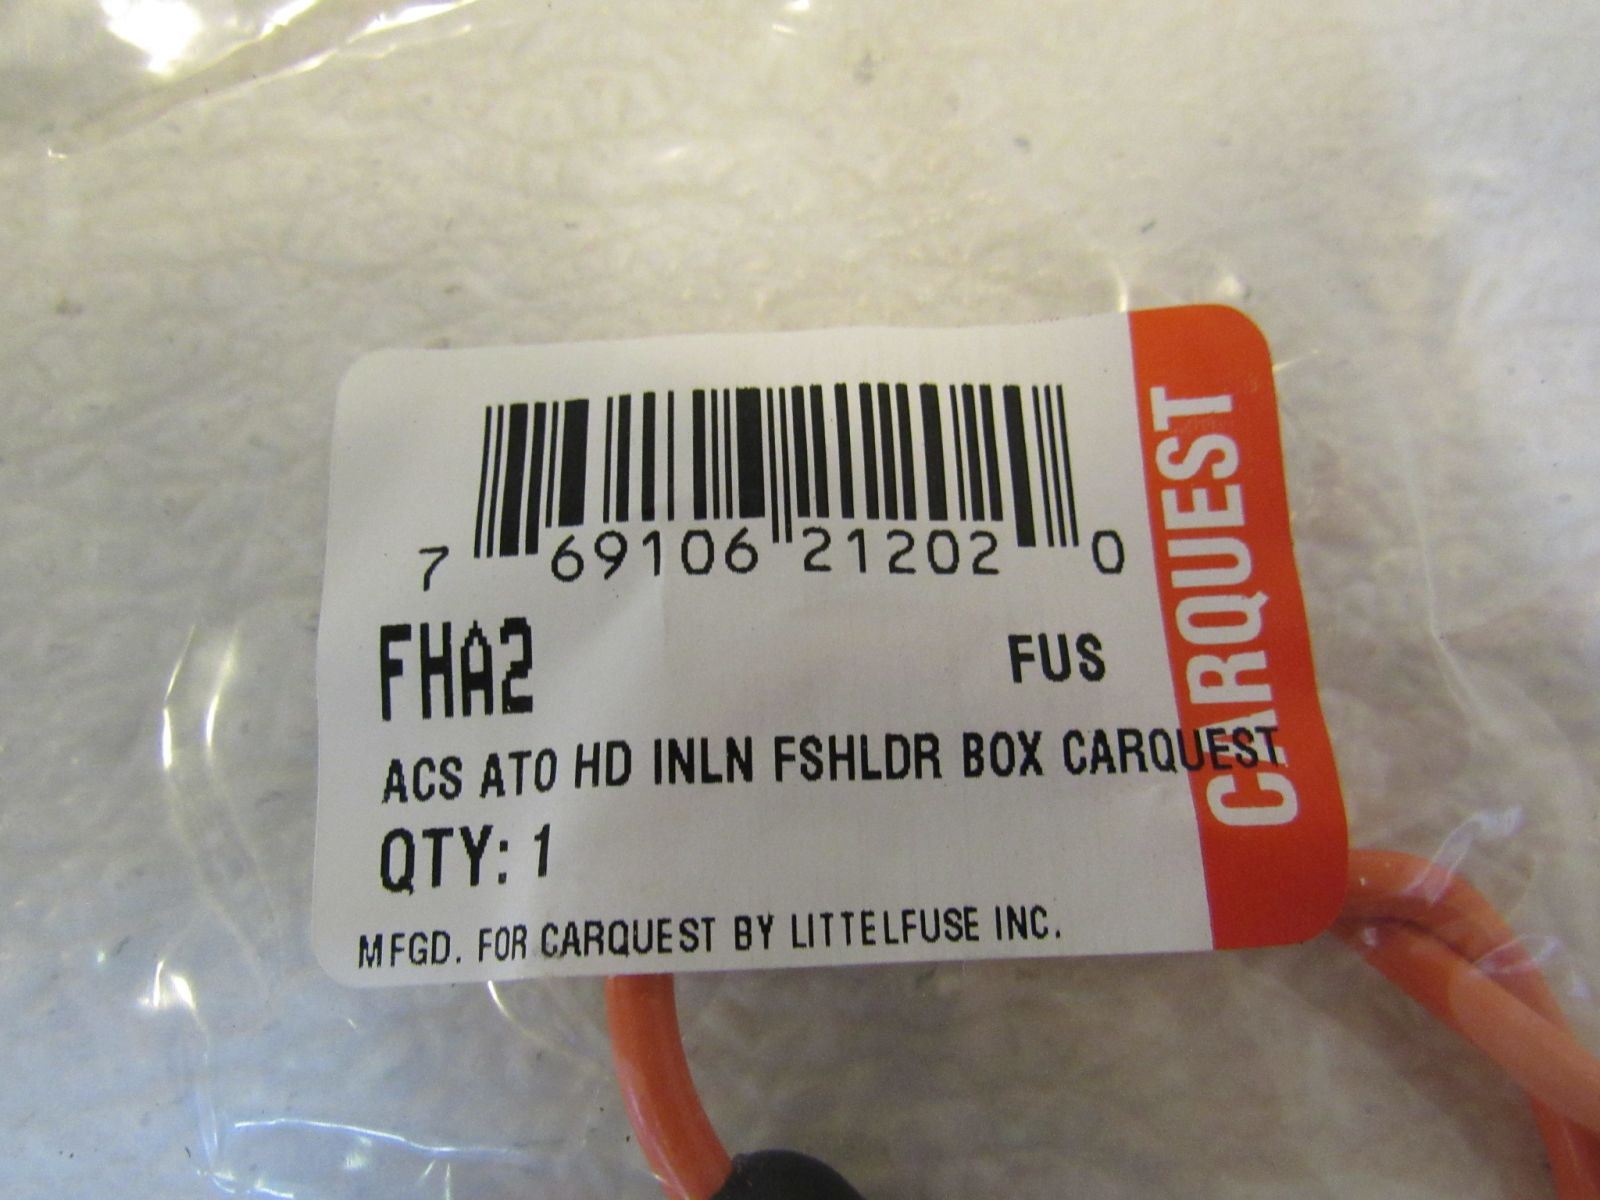 7 69106 21202 0
FHA2 FUS
ACS ATO HD INLN FSHLDR BOX CARQUEST
QTY: 1
MFGD. FOR CARQUEST BY LITTELFUSE INC.
CARQUEST